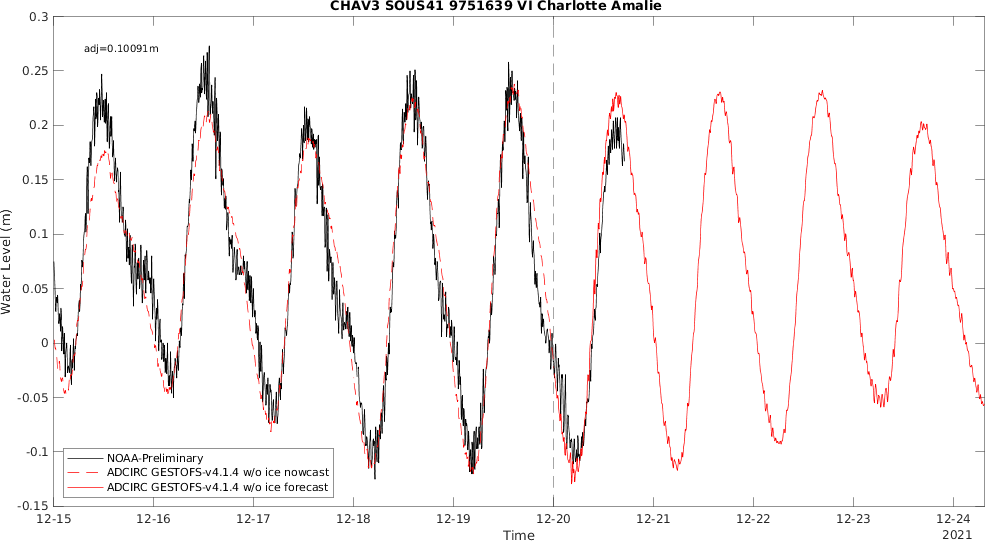 CHAV3 SOUS41 9751639 VI Charlotte Amalie
adj=0.10091m
0.3
0.25
0.2
0.15
0.1
0.05
0
-0.05
-0.1
-0.15
Water Level (m)
NOAA-Preliminary
ADCIRC GESTOFS-v4.1.4 w/o ice nowcast
ADCIRC GESTOFS-v4.1.4 w/o ice forecast
12-15 12-16 12-17 12-18 12-19 12-20 12-21 12-22 12-23 12-24
Time
2021